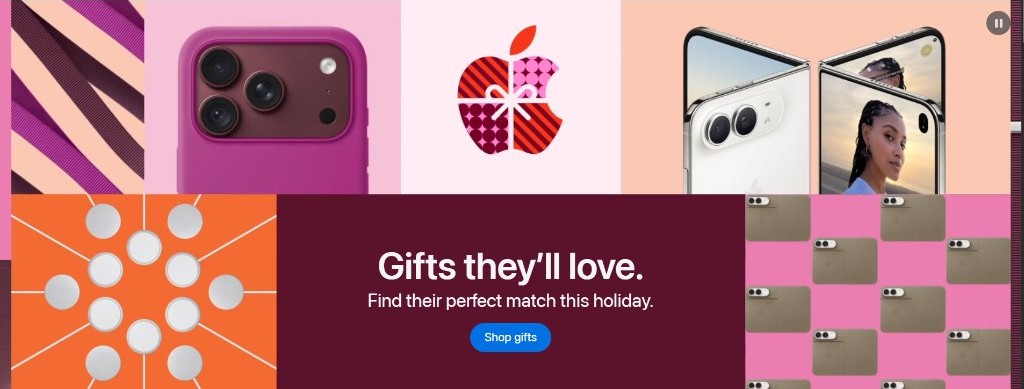 Gifts they’ll love.
Find their perfect match this holiday.
Shop gifts